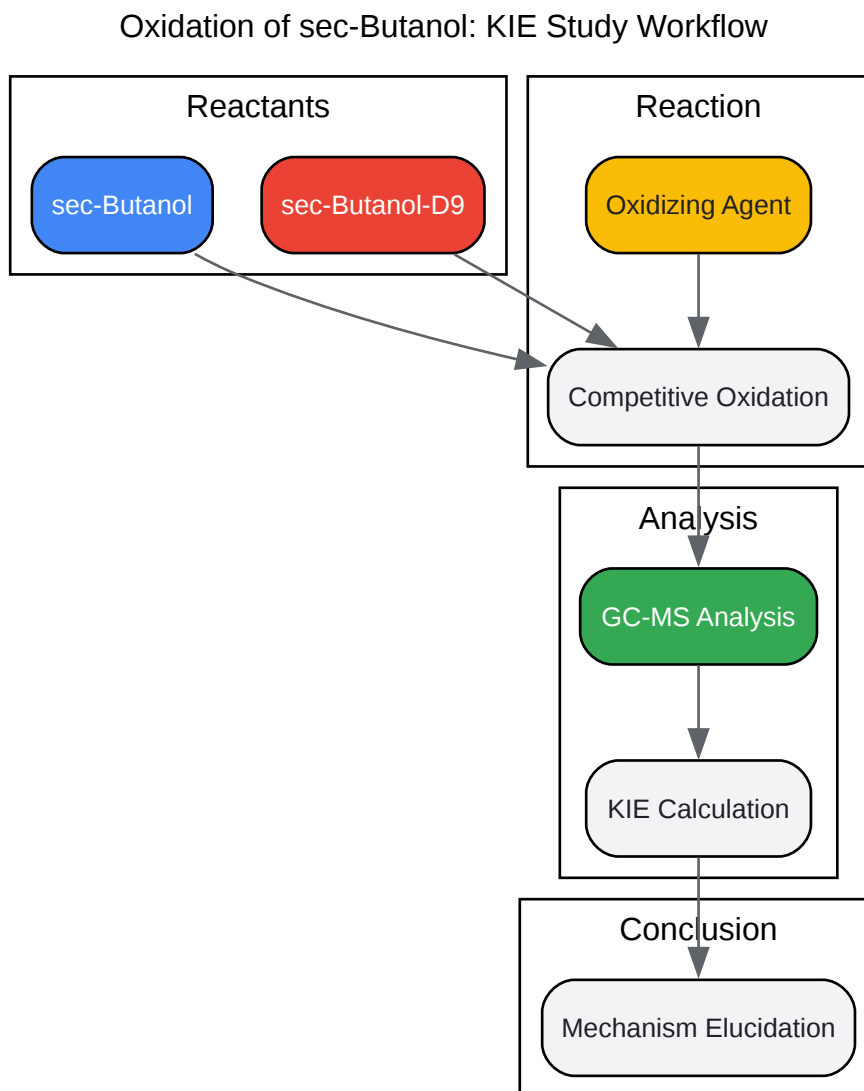 Oxidation of sec-Butanol: KIE Study Workflow
Reactants
Reaction
sec-Butanol
sec-Butanol-D9
Oxidizing Agent
Competitive Oxidation
Analysis
GC-MS Analysis
KIE Calculation
Conclusion
Mechanism Elucidation